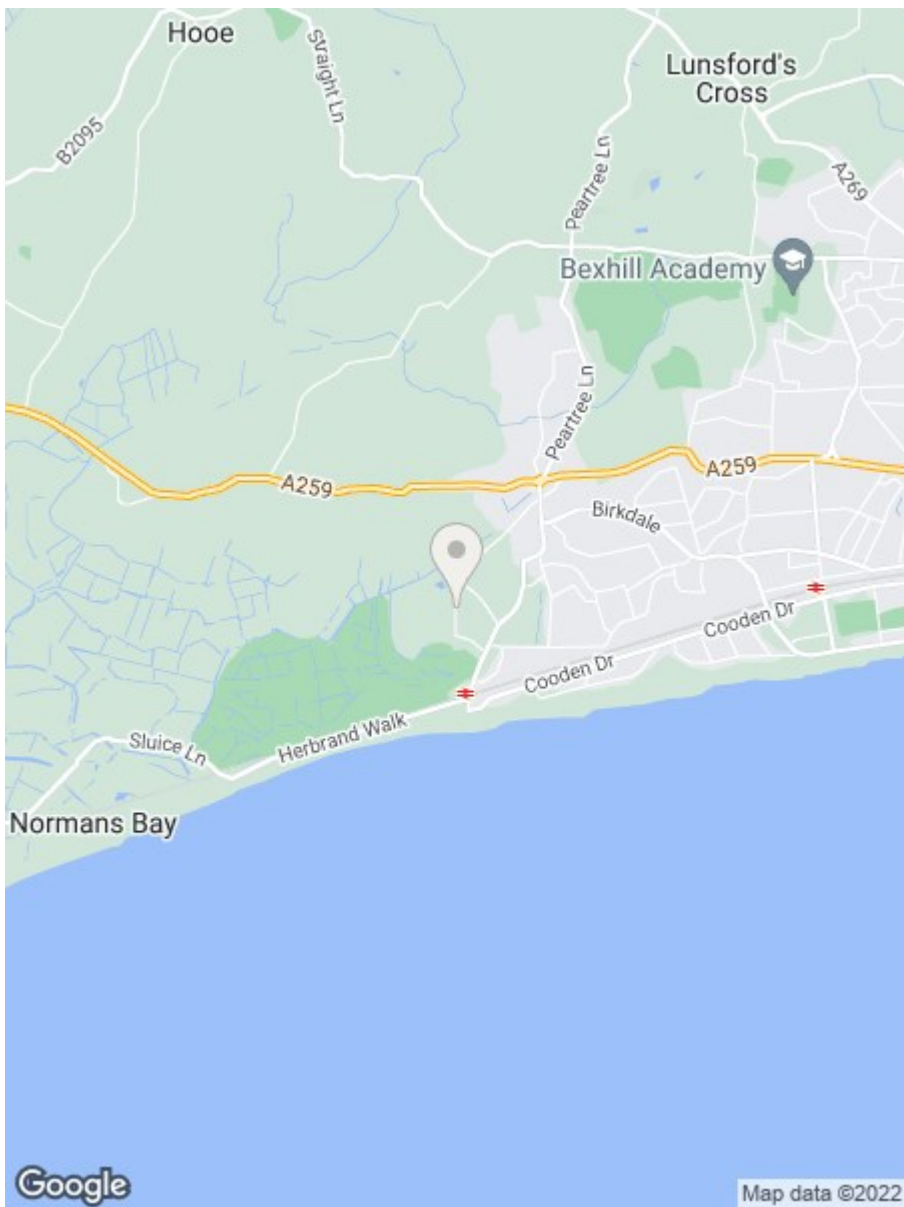 Hooe
Straight Ln
Lunsford's
Cross
B2095
Peartree Ln
A269
Bexhill Academy
Peartree Ln
A259
A259
Birkdale
Cooden Dr
Cooden Dr
Herbrand Walk
Sluice Ln
Normans Bay
Google
Map data ©2022